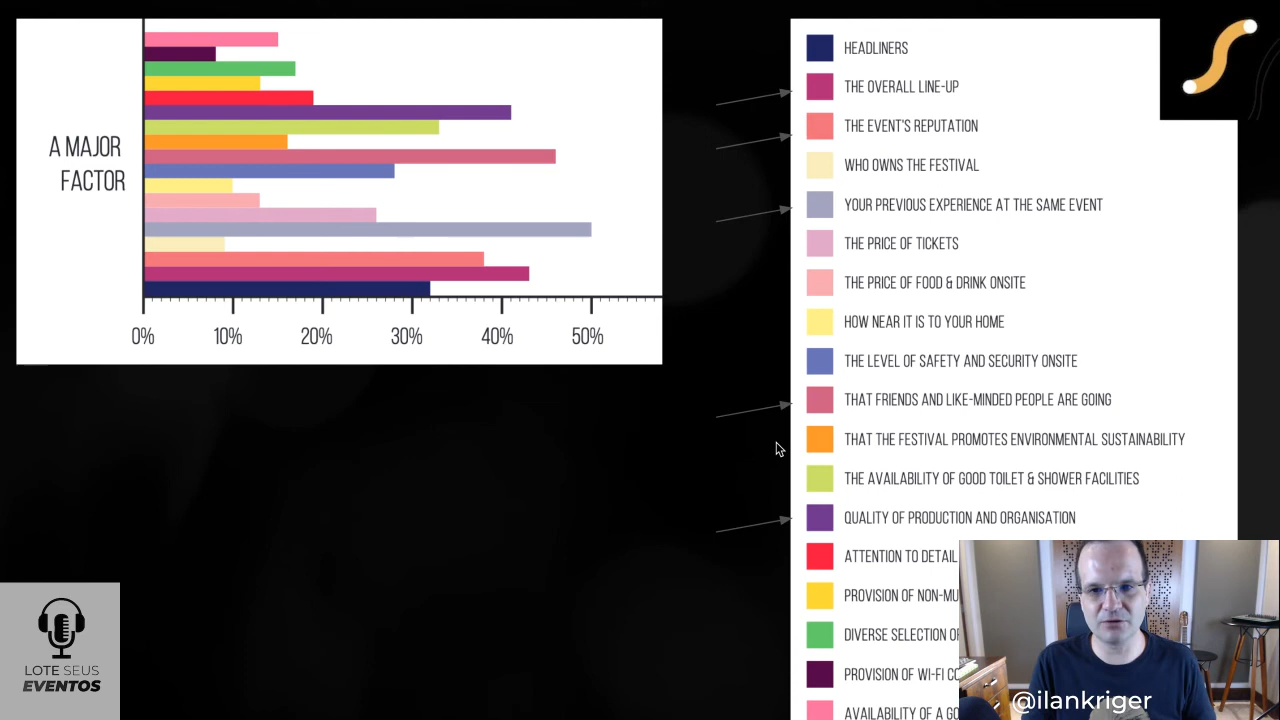 A MAJOR
FACTOR
0%
10%
20%
30%
40%
50%
HEADLINERS
THE OVERALL LINE-UP
THE EVENT'S REPUTATION
WHO OWNS THE FESTIVAL
YOUR PREVIOUS EXPERIENCE AT THE SAME EVENT
THE PRICE OF TICKETS
THE PRICE OF FOOD & DRINK ONSITE
HOW NEAR IT IS TO YOUR HOME
THE LEVEL OF SAFETY AND SECURITY ONSITE
THAT FRIENDS AND LIKE-MINDED PEOPLE ARE GOING
THAT THE FESTIVAL PROMOTES ENVIRONMENTAL SUSTAINABILITY
THE AVAILABILITY OF GOOD TOILET & SHOWER FACILITIES
QUALITY OF PRODUCTION AND ORGANISATION
ATTENTION TO DETAIL
PROVISION OF
DIVERSE SELECTION
PROVISION OF WI-FI
AVAILABILITY OF A
LOTE SEUS
EVENTOS
@ilankriger